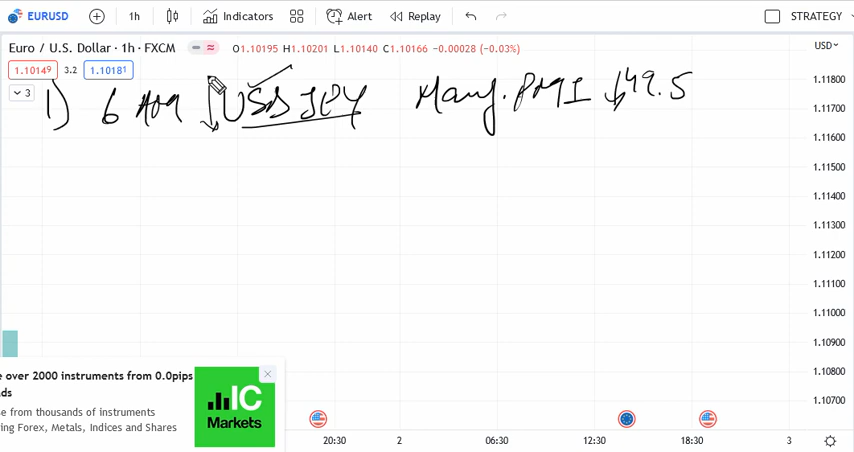 EURUSD 1h Indicators Alert Replay STRATEGY
Euro / U.S. Dollar · 1h · FXCM O1.10195 H1.10201 L1.10140 C1.10166 −0.00028 (−0.03%) USD
1.10149 3.2 1.10181
3
1) 6 USD JPY Manf. PMI ↓49.5
1.11800
1.11700
1.11600
1.11500
1.11400
1.11300
1.11200
1.11100
1.11000
1.10900
1.10800
1.10700
e over 2000 instruments from 0.0pips
ds
se from thousands of instruments
ring Forex, Metals, Indices and Shares
IC
Markets
20:30 2 06:30 12:30 18:30 3